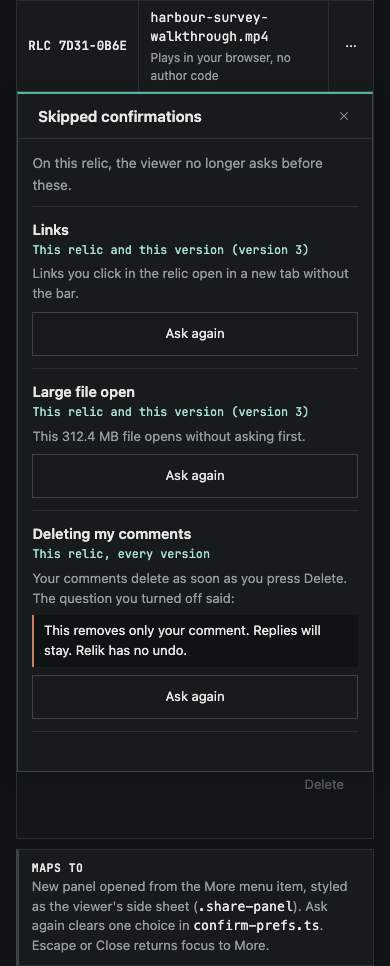 RLC 7D31-0B6E
harbour-survey-
walkthrough.mp4
Plays in your browser, no
author code
…
Skipped confirmations
×
On this relic, the viewer no longer asks before
these.
Links
This relic and this version (version 3)
Links you click in the relic open in a new tab without
the bar.
Ask again
Large file open
This relic and this version (version 3)
This 312.4 MB file opens without asking first.
Ask again
Deleting my comments
This relic, every version
Your comments delete as soon as you press Delete.
The question you turned off said:
This removes only your comment. Replies will
stay. Relik has no undo.
Ask again
Delete
MAPS TO
New panel opened from the More menu item, styled
as the viewer's side sheet (.share-panel). Ask
again clears one choice in confirm-prefs.ts.
Escape or Close returns focus to More.